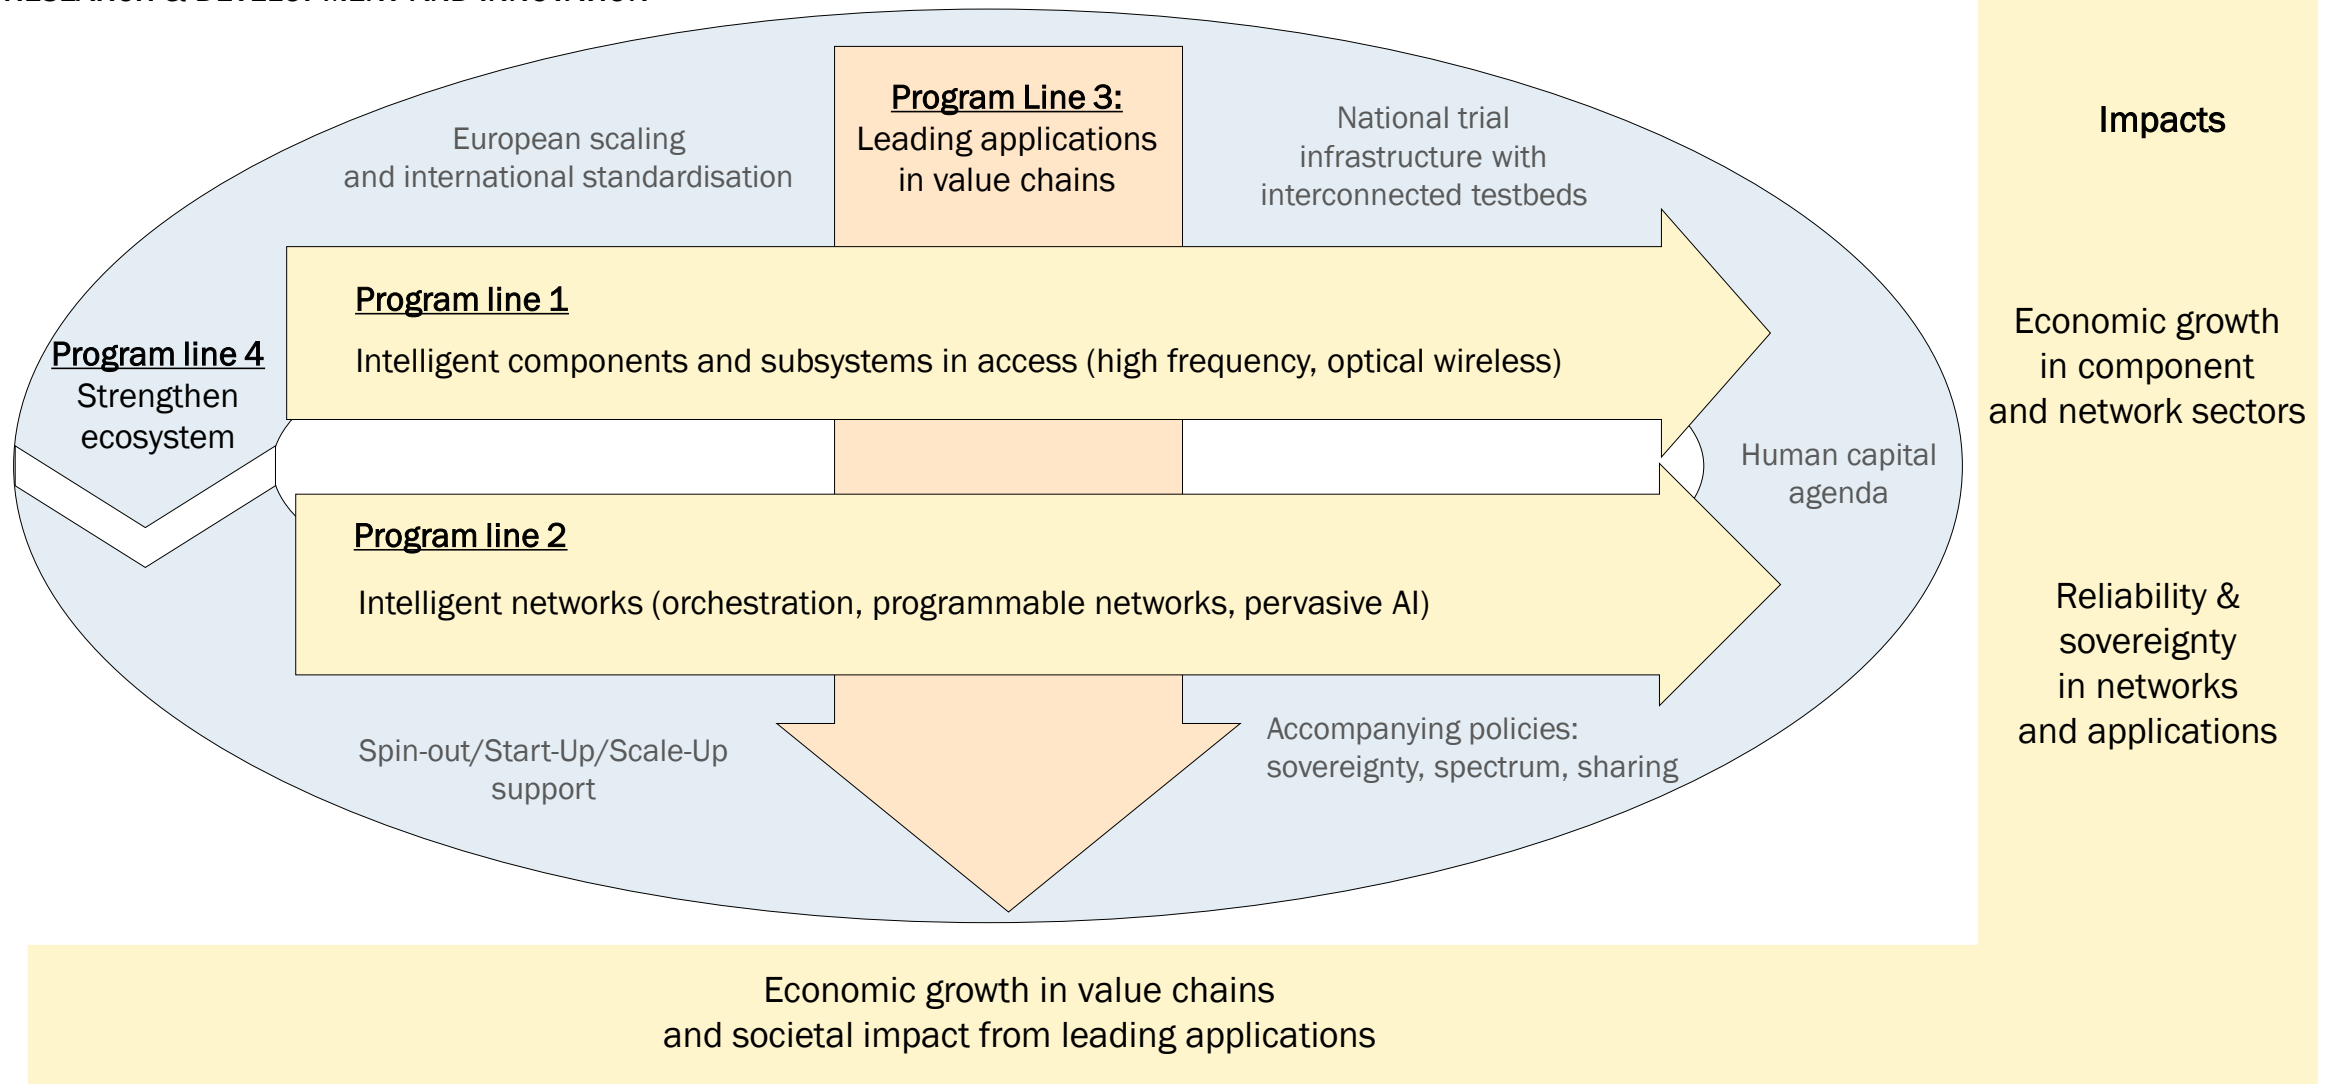 RESEARCH & DEVELOPMENT AND INNOVATION
Program Line 3:
Leading applications
in value chains
European scaling
and international standardisation
National trial
infrastructure with
interconnected testbeds
Impacts
Program line 1
Intelligent components and subsystems in access (high frequency, optical wireless)
Program line 4
Strengthen
ecosystem
Economic growth
in component
and network sectors
Human capital
agenda
Program line 2
Intelligent networks (orchestration, programmable networks, pervasive AI)
Reliability &
sovereignty
in networks
and applications
Spin-out/Start-Up/Scale-Up
support
Accompanying policies:
sovereignty, spectrum, sharing
Economic growth in value chains
and societal impact from leading applications